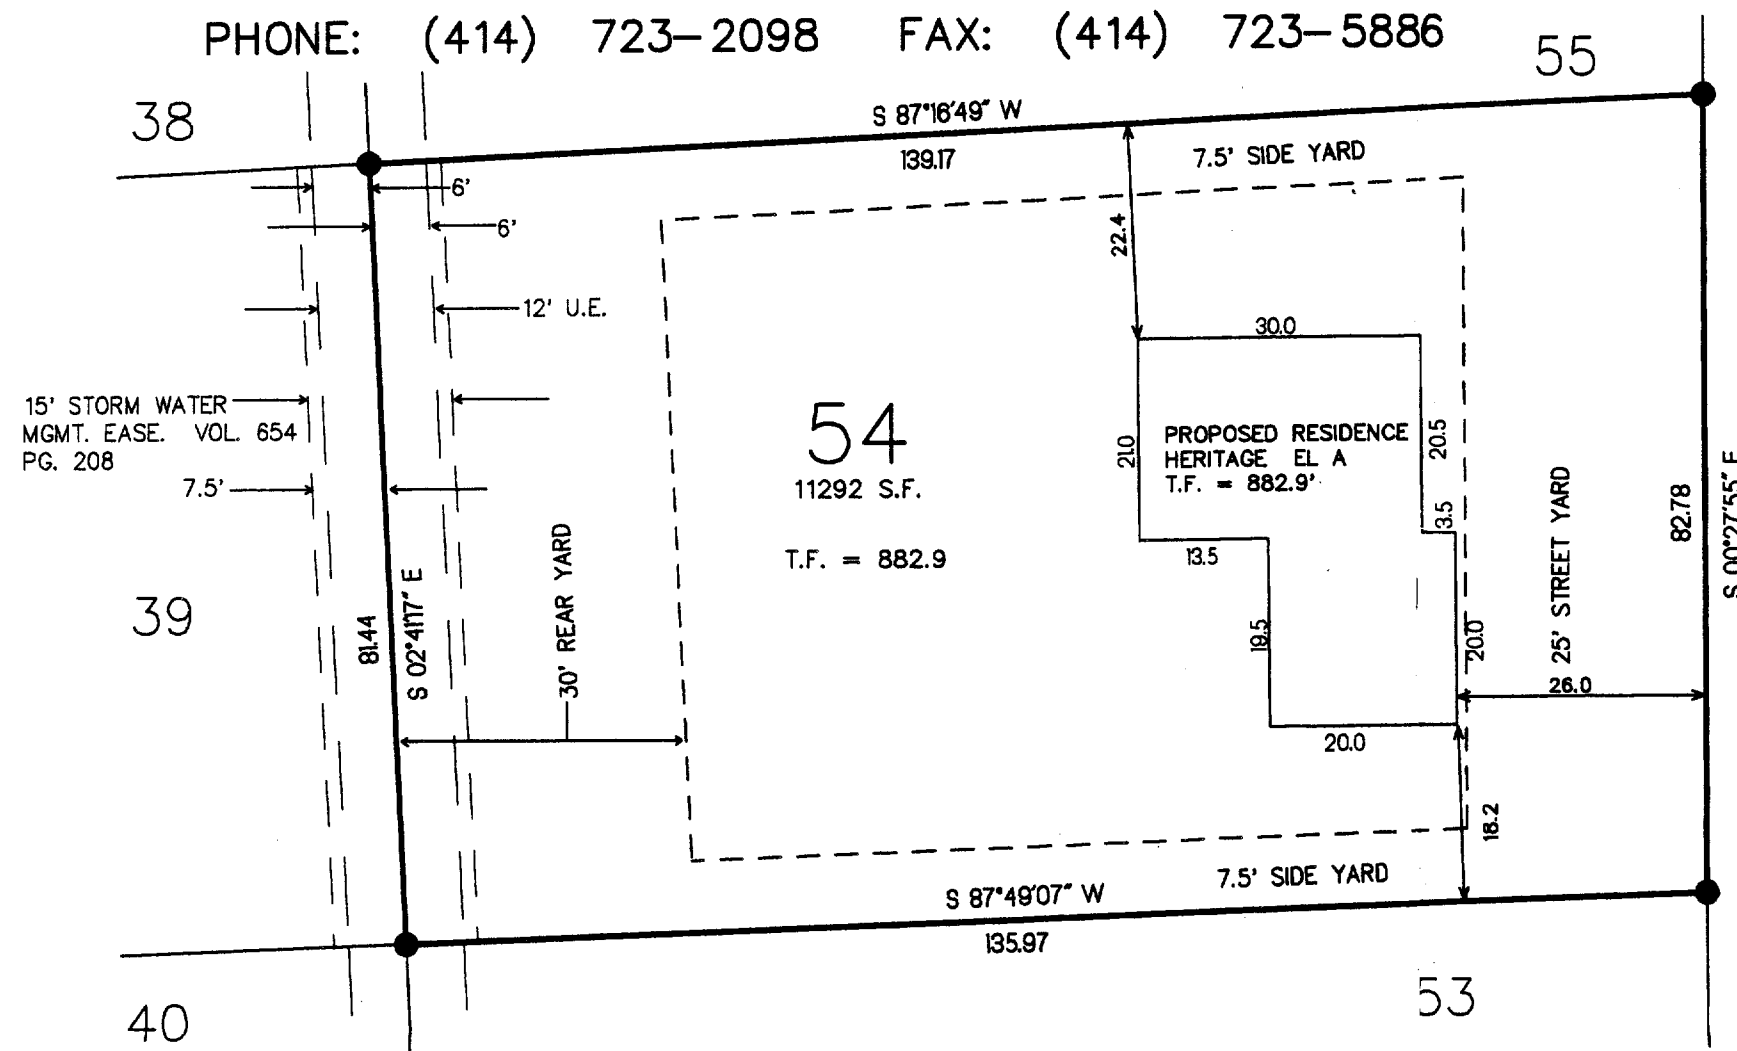 PHONE: (414) 723-2098 FAX: (414) 723-5886
55
38
S 87°16'49" W
139.17
7.5' SIDE YARD
6'
6'
22.4
12' U.E.
30.0
15' STORM WATER
MGMT. EASE. VOL. 654
PG. 208
7.5'
54
11292 S.F.
T.F. = 882.9
21.0
PROPOSED RESIDENCE
HERITAGE EL A
T.F. = 882.9'
20.5
3.5
13.5
19.5
20.0
20.0
25' STREET YARD
26.0
82.78
S 00°27'55" E
39
81.44
S 02°41'17" E
30' REAR YARD
18.2
7.5' SIDE YARD
S 87°49'07" W
135.97
53
40